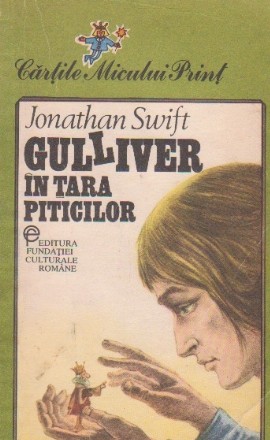 Cărțile Micului Prinț
Jonathan Swift
GULLIVER
ÎN ȚARA
PITICILOR
e EDITURA
FUNDAȚIEI
CULTURALE
ROMÂNE